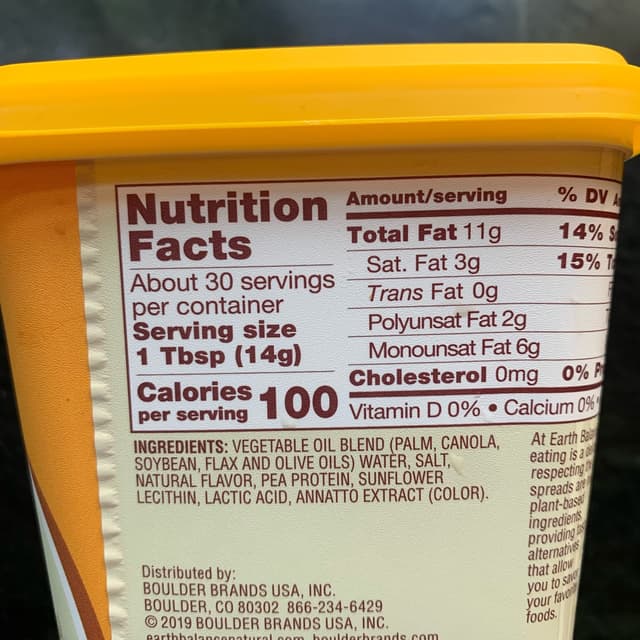 Nutrition
Facts
About 30 servings
per container
Serving size
1 Tbsp (14g)
Calories
per serving
100
Amount/serving % DV
Total Fat 11g 14%
Sat. Fat 3g 15%
Trans Fat 0g
Polyunsat Fat 2g
Monounsat Fat 6g
Cholesterol 0mg 0%
Vitamin D 0% • Calcium 0% •
INGREDIENTS: VEGETABLE OIL BLEND (PALM, CANOLA,
SOYBEAN, FLAX AND OLIVE OILS) WATER, SALT,
NATURAL FLAVOR, PEA PROTEIN, SUNFLOWER
LECITHIN, LACTIC ACID, ANNATTO EXTRACT (COLOR).
Distributed by:
BOULDER BRANDS USA, INC.
BOULDER, CO 80302 866-234-6429
© 2019 BOULDER BRANDS USA, INC.
earthbalancenatural.com boulderbrands.com
At Earth
eating is a
respecting
spreads are
plant-based
ingredients
providing
alternatives
that allow
you to
your
foods.